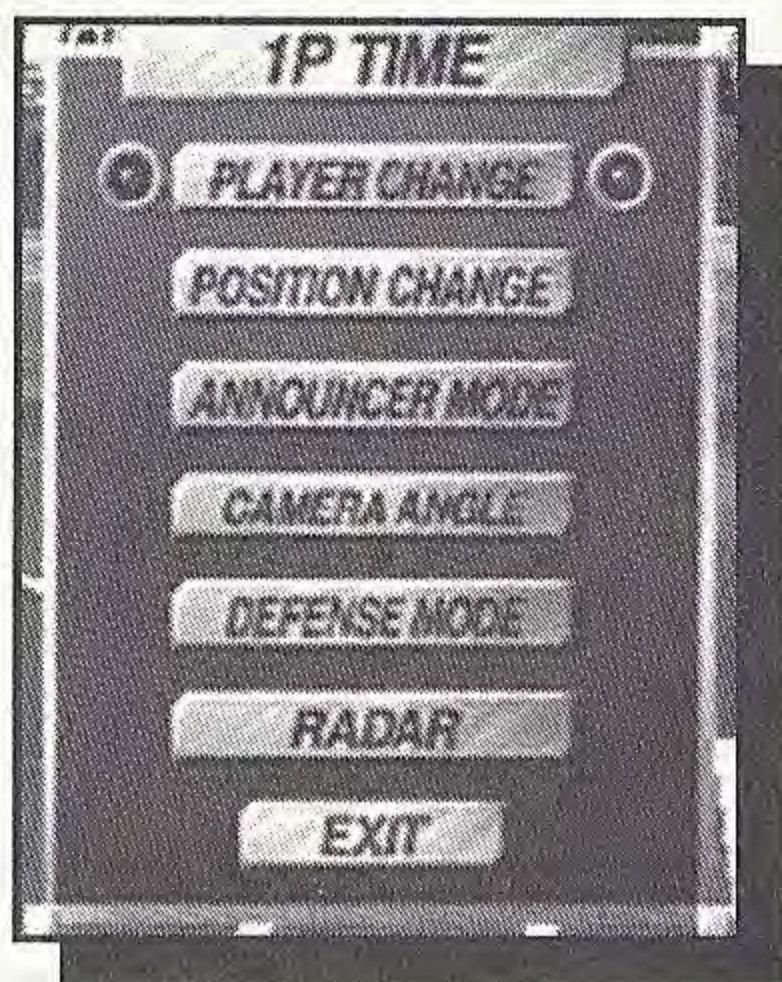 1P TIME
PLAYER CHANGE
POSITION CHANGE
ANNOUNCER MODE
CAMERA ANGLE
DEFENSE MODE
RADAR
EXIT